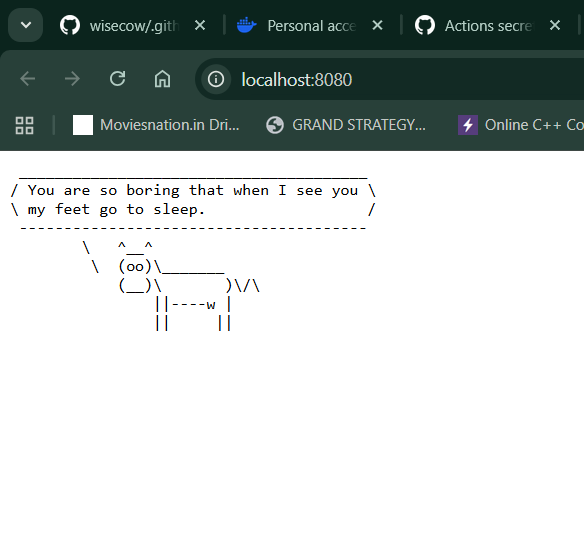 wisecow/.gith
Personal acce
Actions secre
localhost:8080
Moviesnation.in Dri...
GRAND STRATEGY...
Online C++ Co
 _______________________________________
/ You are so boring that when I see you \
\ my feet go to sleep.                  /
 ---------------------------------------
        \   ^__^
         \  (oo)\_______
            (__)\       )\/\
                ||----w |
                ||     ||